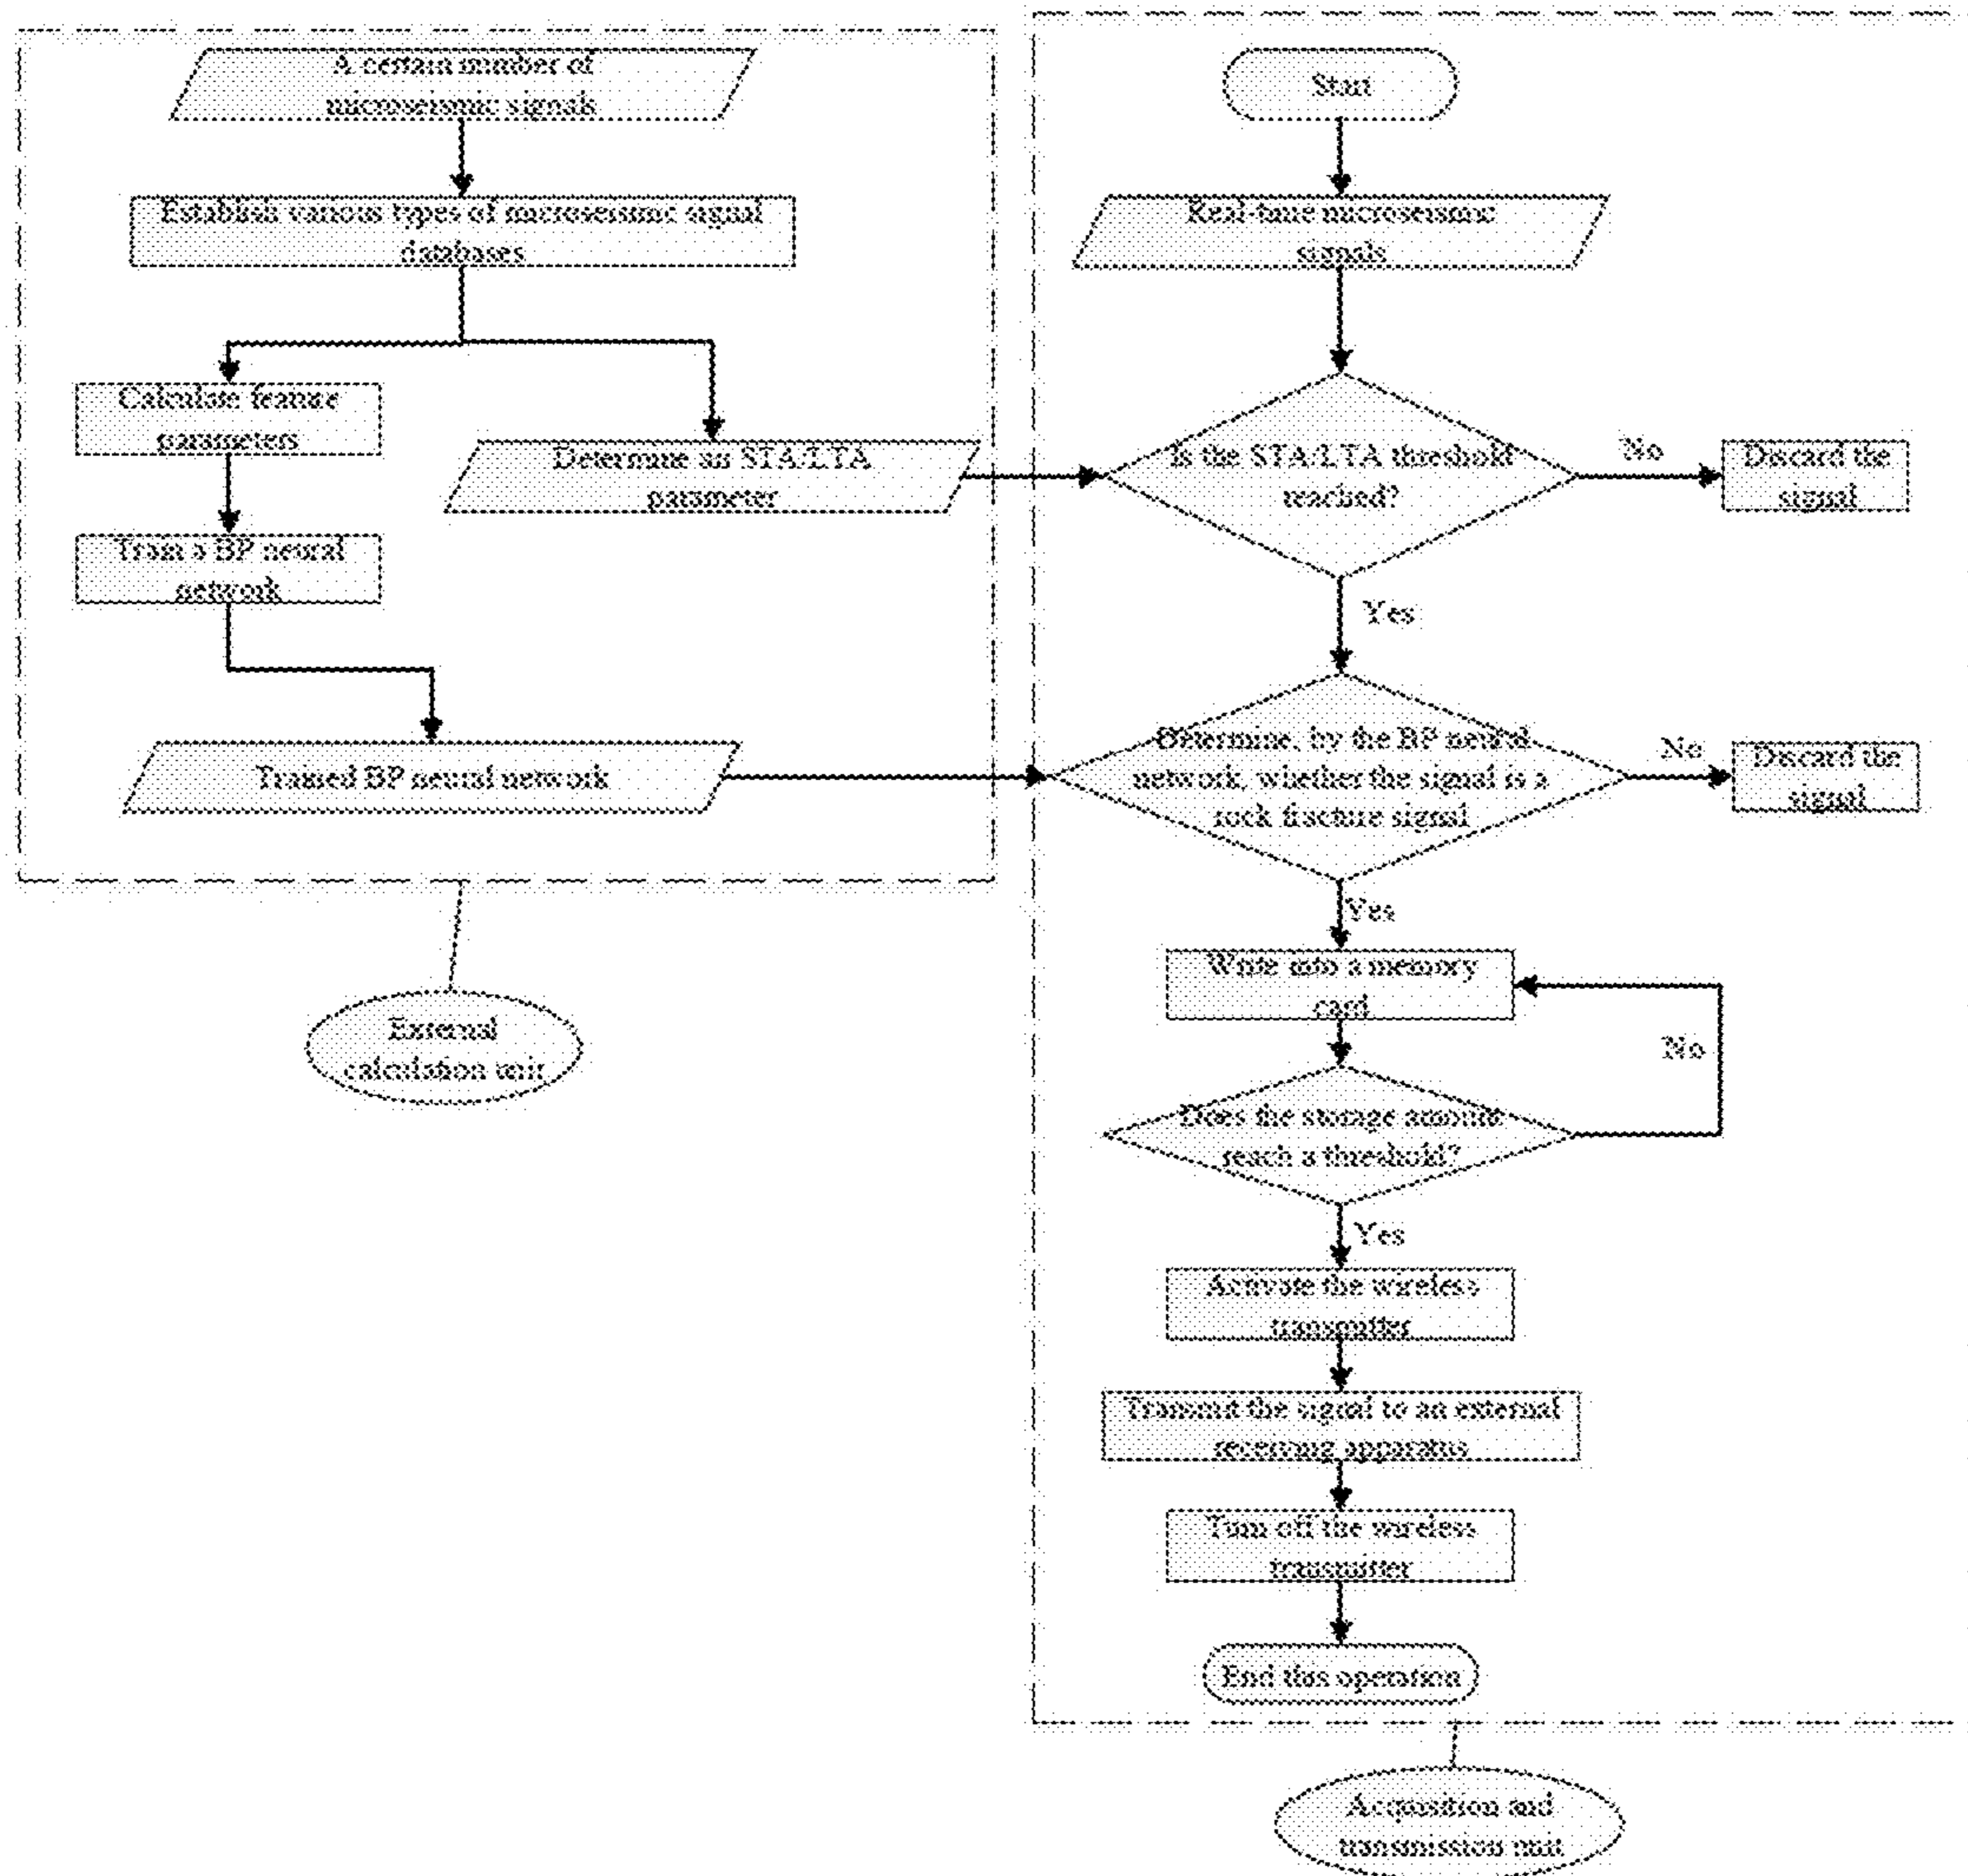 A certain number of
microseismic signals
Establish various types of microseismic signal
databases
Calculate feature
parameters
Determine an STA/LTA
parameter
Train a BP neural
network
Trained BP neural network
External
calculation unit
Start
Real-time microseismic
signals
Is the STA/LTA threshold
reached?
No
Discard the
signal
Yes
Determine, by the BP neural
network, whether the signal is a
rock fracture signal
No
Discard the
signal
Yes
Write into a memory
card
No
Does the storage amount
reach a threshold?
Yes
Activate the wireless
transmitter
Transmit the signal to an external
receiving apparatus
Turn off the wireless
transmitter
End this operation
Acquisition and
transmission unit